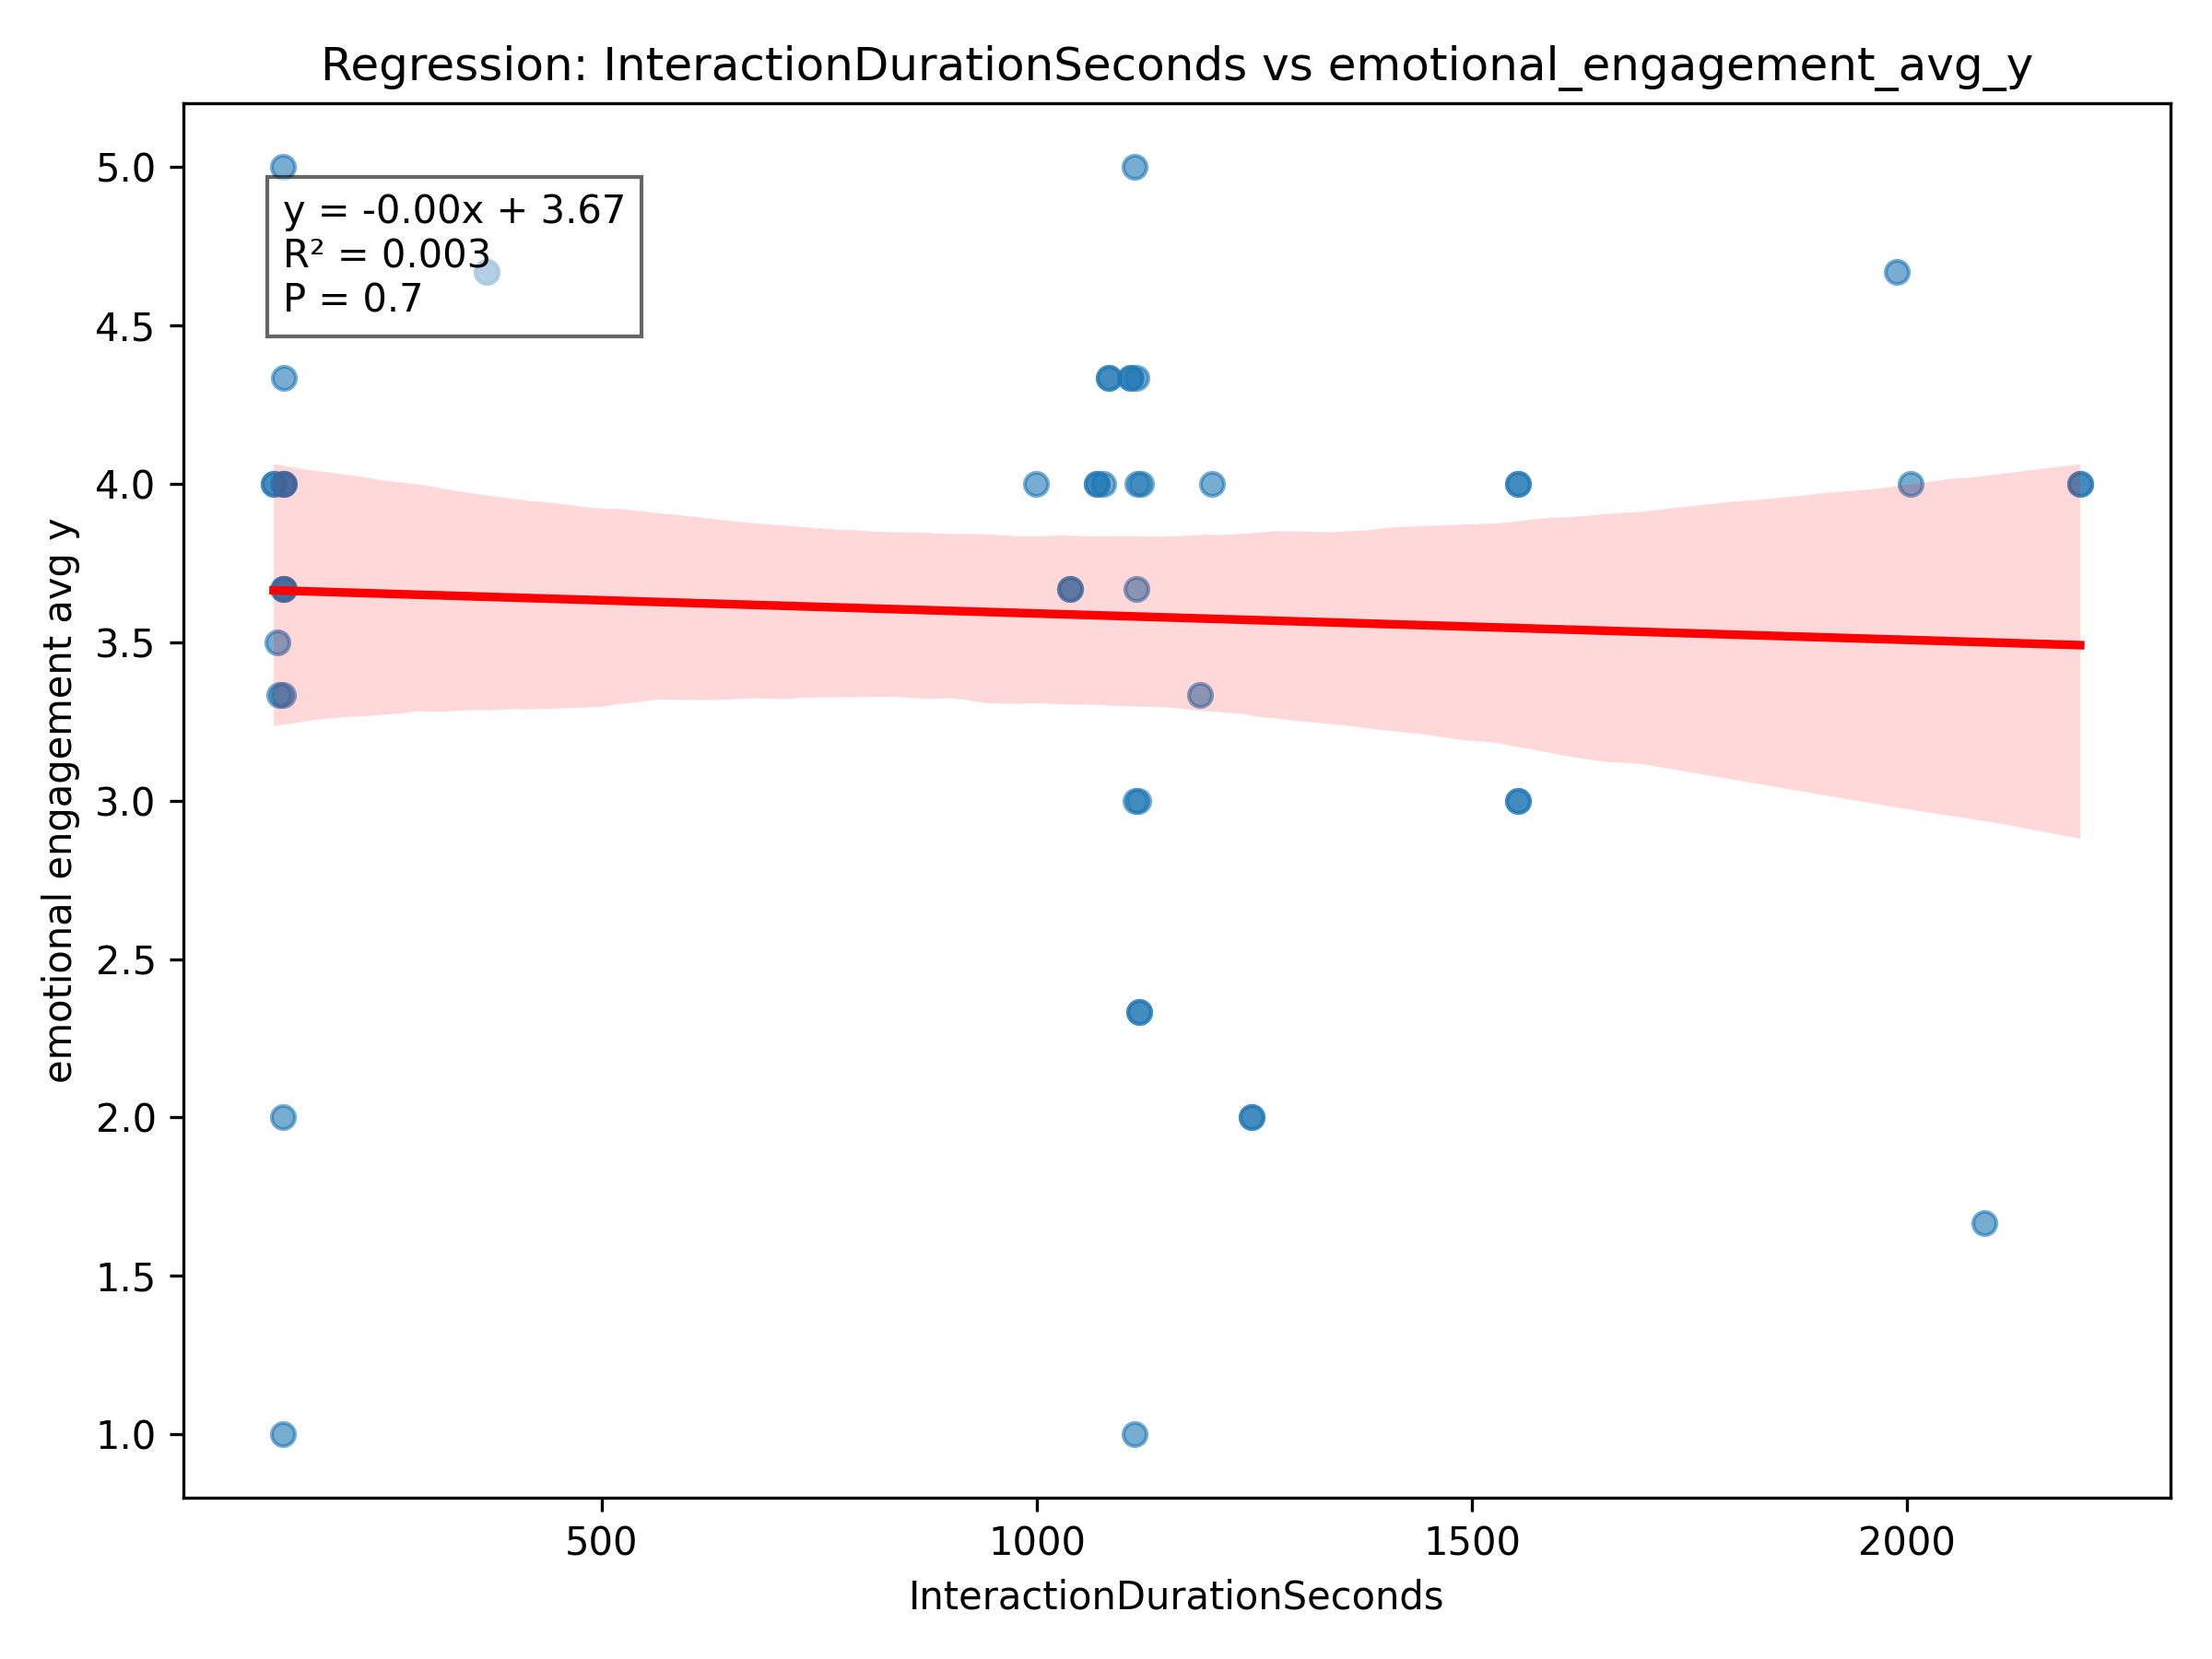 Regression: InteractionDurationSeconds vs emotional_engagement_avg_y
y = -0.00x + 3.67
R² = 0.003
P = 0.7
emotional engagement avg y
5.0
4.5
4.0
3.5
3.0
2.5
2.0
1.5
1.0
500 1000 1500 2000
InteractionDurationSeconds